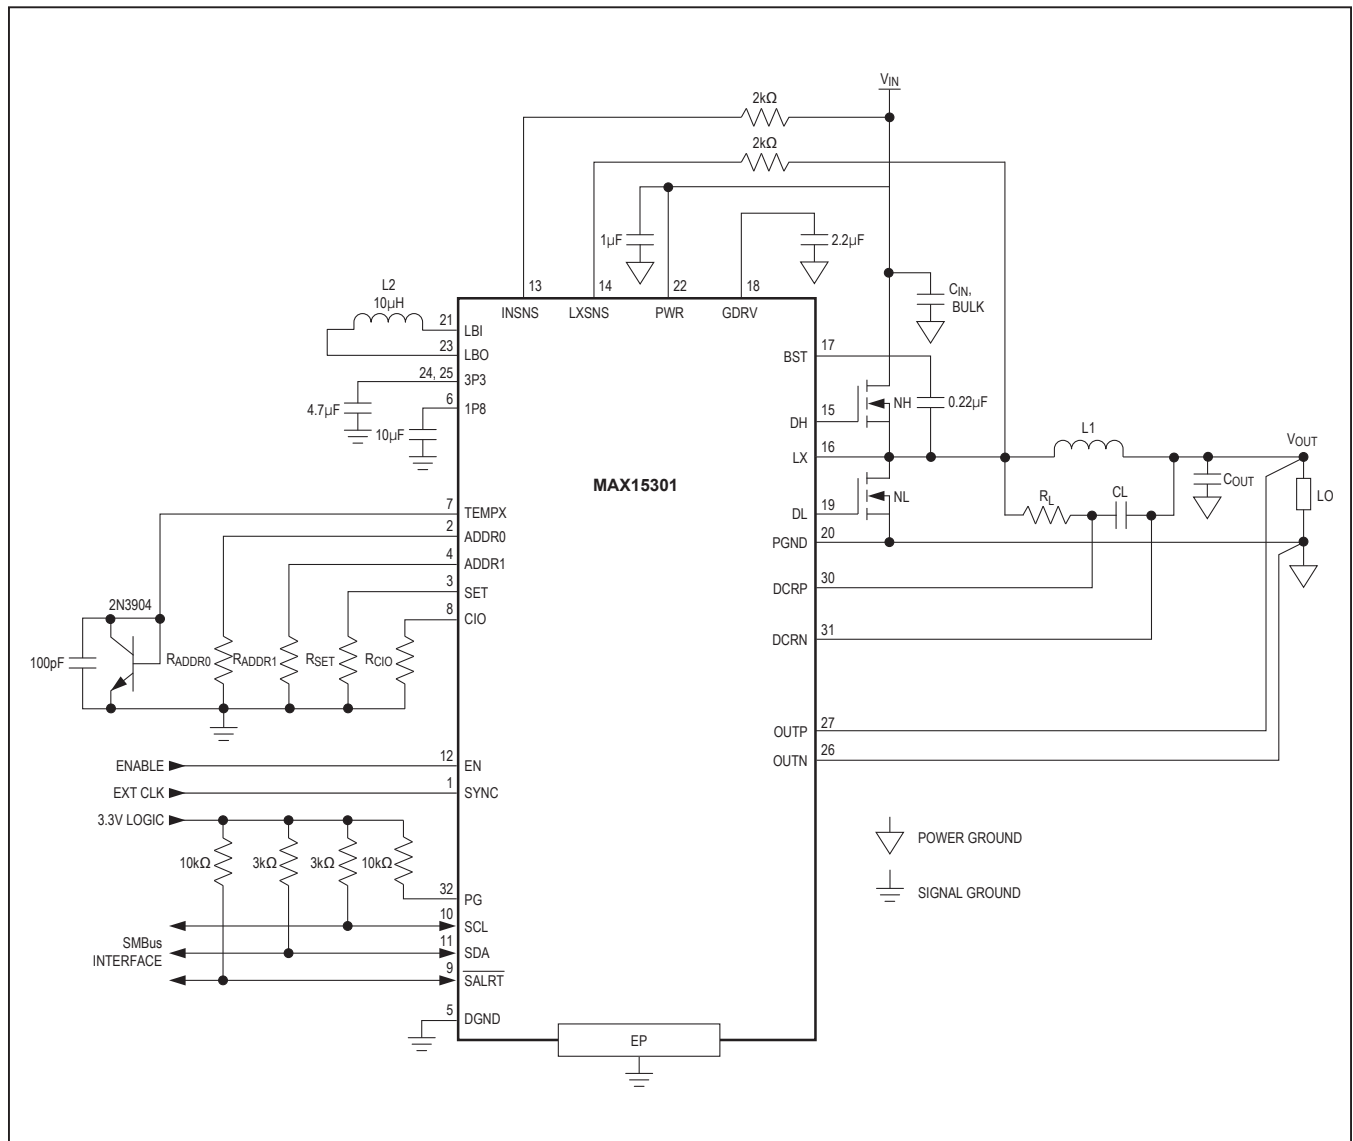 VIN
2kΩ
2kΩ
1µF
2.2µF
L2
10µH
13
14
22
18
CIN,
BULK
INSNS
LXSNS
PWR
GDRV
21
LBI
23
LBO
24, 25
3P3
6
1P8
4.7µF
10µF
17
BST
NH
0.22µF
15
DH
16
LX
L1
VOUT
MAX15301
COUT
RL
CL
LO
NL
19
DL
20
PGND
30
DCRP
31
DCRN
7
TEMPX
2
ADDR0
4
ADDR1
3
SET
8
CIO
2N3904
100pF
RADDR0
RADDR1
RSET
RCIO
27
OUTP
26
OUTN
ENABLE
12
EN
EXT CLK
1
SYNC
3.3V LOGIC
10kΩ
3kΩ
3kΩ
10kΩ
POWER GROUND
SIGNAL GROUND
32
PG
10
SCL
SMBus
INTERFACE
11
SDA
9
SALRT
5
DGND
EP